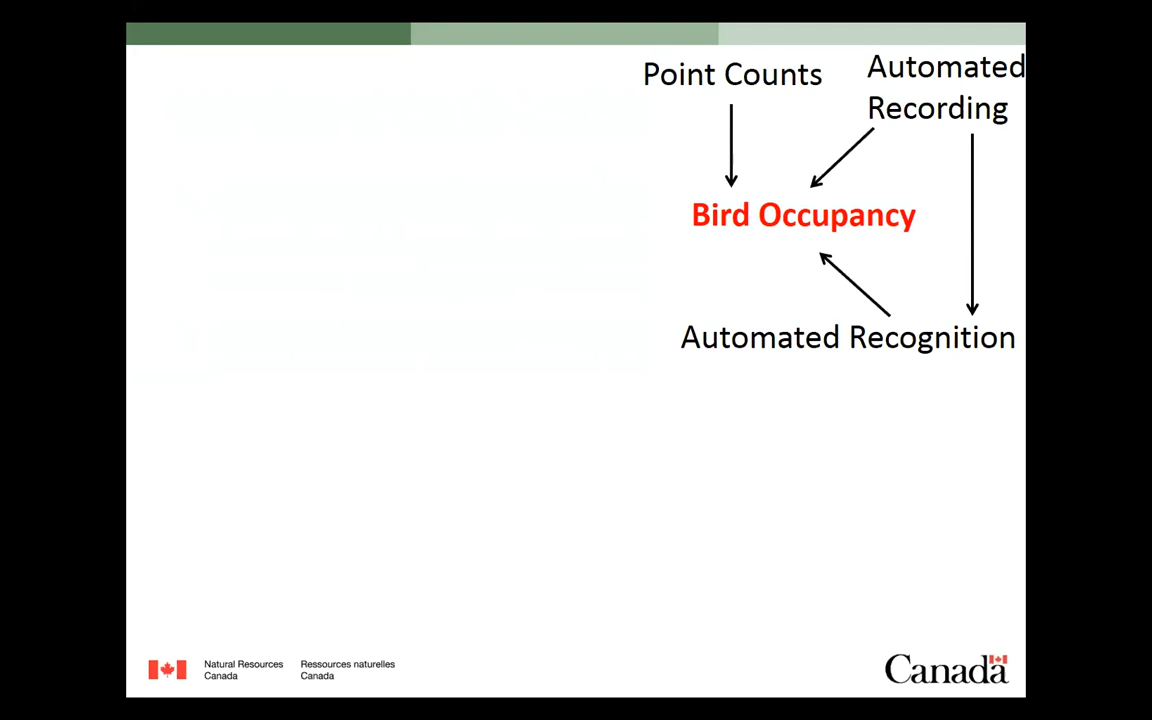 Point Counts
Automated
Recording
Bird Occupancy
Automated Recognition
Natural Resources
Canada
Ressources naturelles
Canada
Canada